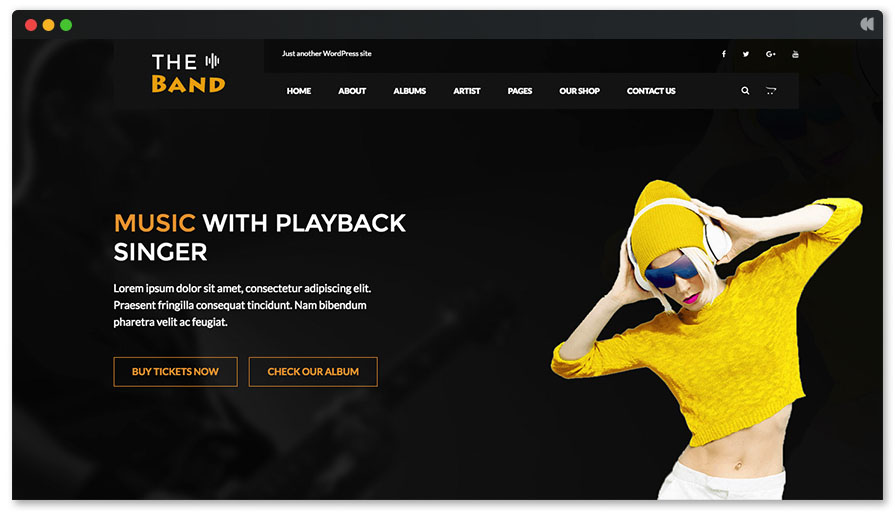 THE
BAND
Just another WordPress site
HOME ABOUT ALBUMS ARTIST PAGES OUR SHOP CONTACT US
MUSIC WITH PLAYBACK
SINGER
Lorem ipsum dolor sit amet, consectetur adipiscing elit.
Praesent fringilla consequat tincidunt. Nam bibendum
pharetra velit ac feugiat.
BUY TICKETS NOW CHECK OUR ALBUM